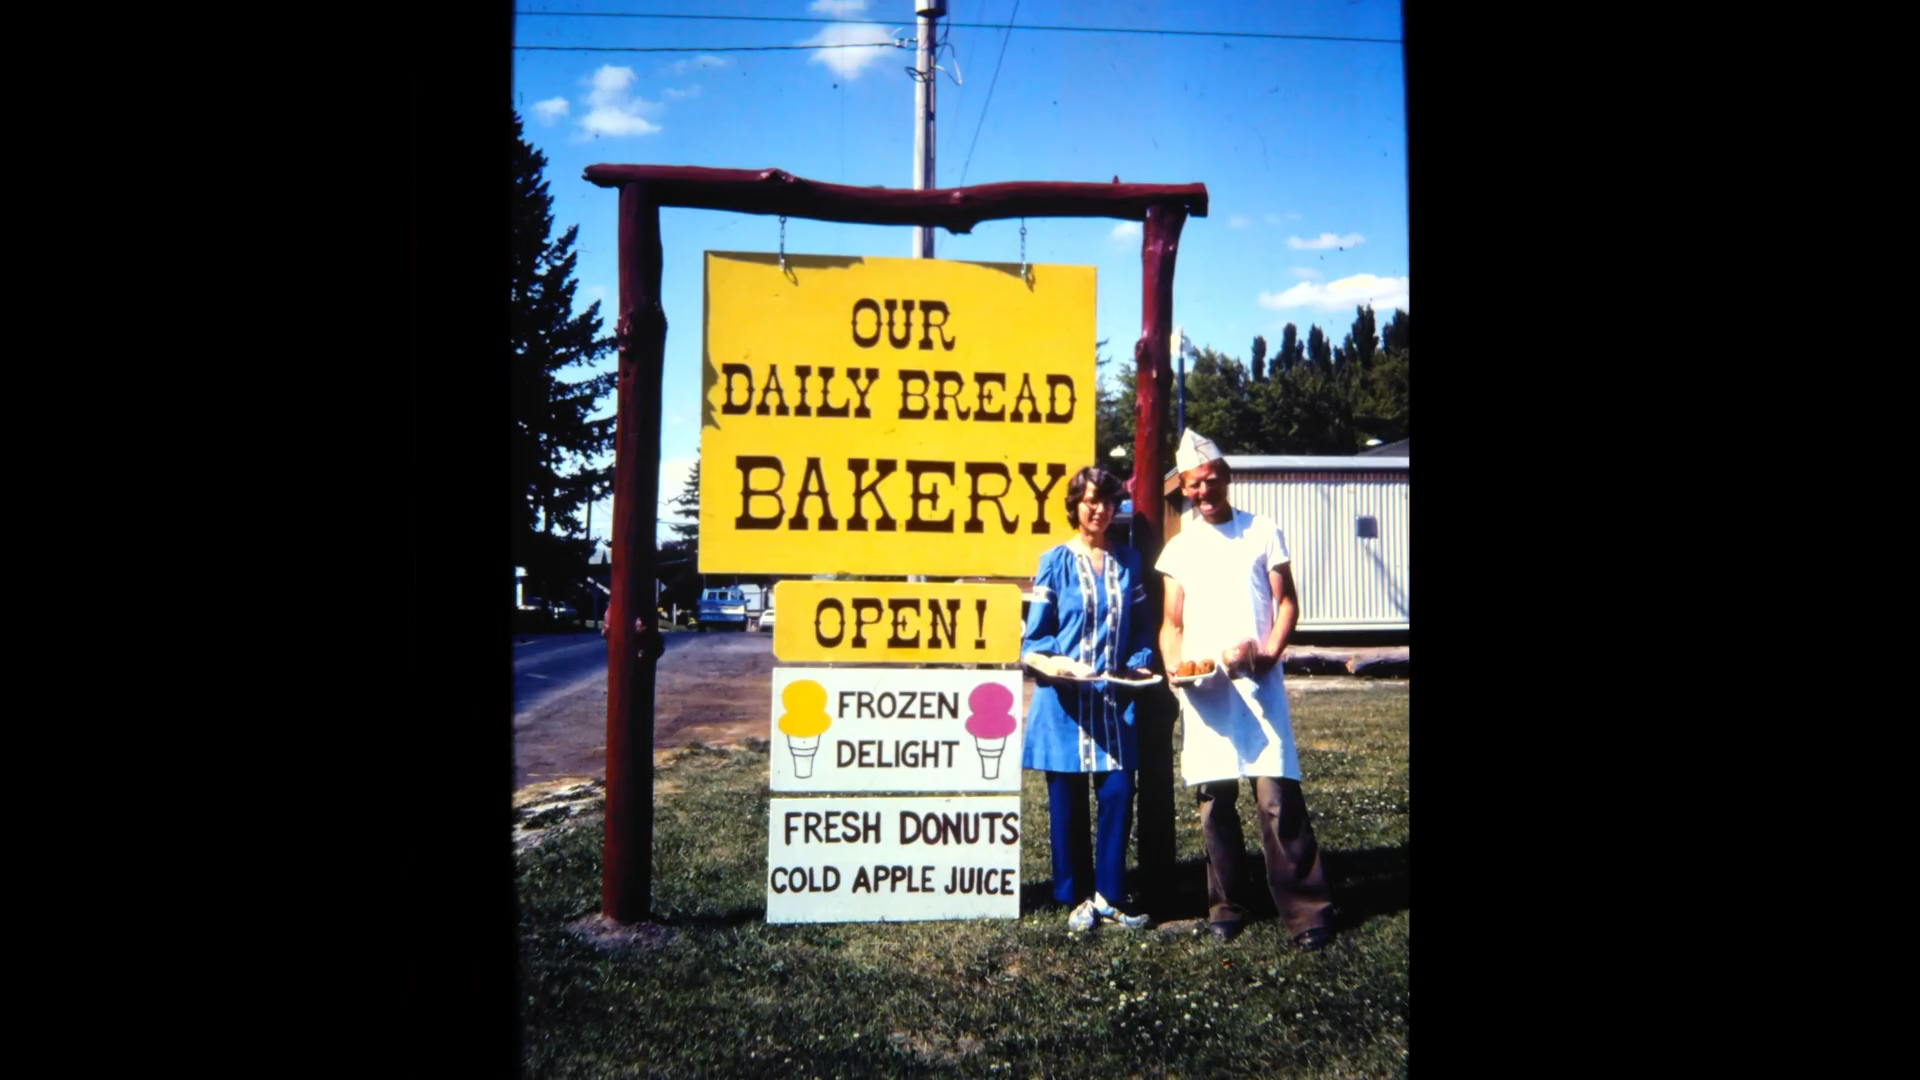 OUR
DAILY BREAD
BAKERY
OPEN!
FROZEN
DELIGHT
FRESH DONUTS
COLD APPLE JUICE